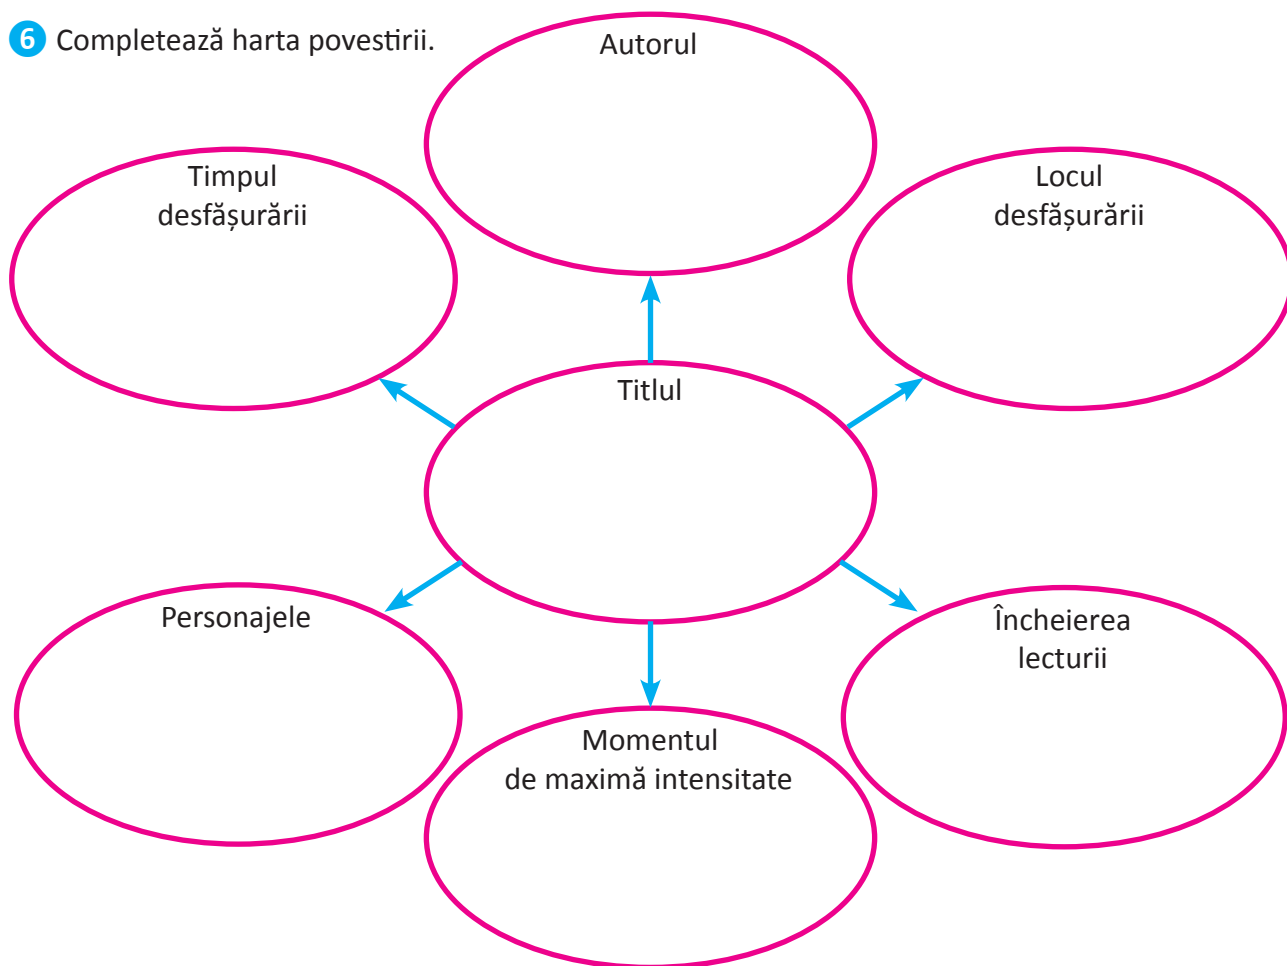 6 Completează harta povestirii.
Autorul
Timpul
desfășurării
Locul
desfășurării
Titlul
Personajele
Încheierea
lecturii
Momentul
de maximă intensitate